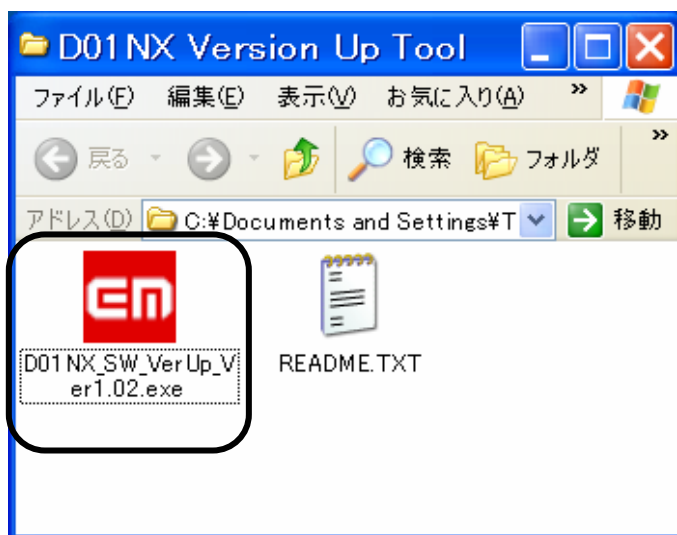 D01NX Version Up Tool
ファイル(F) 編集(E) 表示(V) お気に入り(A) »
戻る 検索 フォルダ »
アドレス(D) C:¥Documents and Settings¥T 移動
EM
D01NX_SW_VerUp_V
er1.02.exe
README.TXT